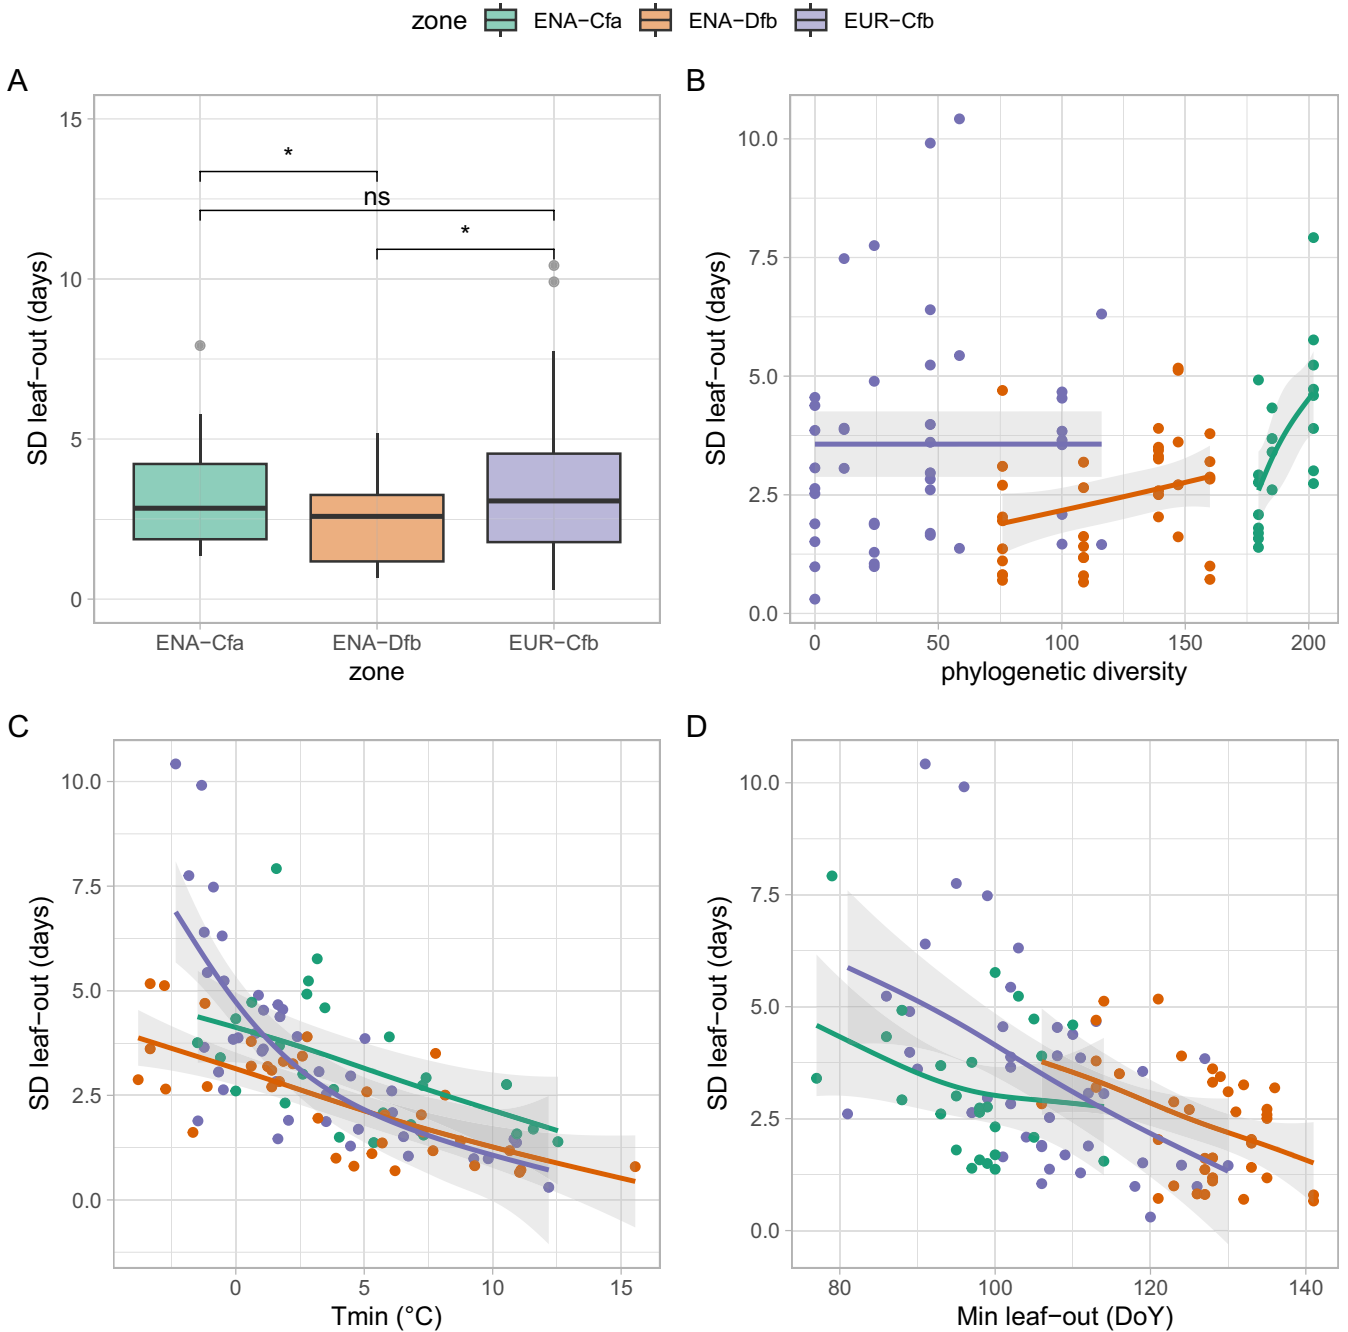 zone ENA−Cfa ENA−Dfb EUR−Cfb
A
SD leaf−out (days)
15
10
5
0
*
ns
*
ENA−Cfa ENA−Dfb EUR−Cfb
zone
B
SD leaf−out (days)
10.0
7.5
5.0
2.5
0.0
0 50 100 150 200
phylogenetic diversity
C
SD leaf−out (days)
10.0
7.5
5.0
2.5
0.0
0 5 10 15
Tmin (°C)
D
SD leaf−out (days)
10.0
7.5
5.0
2.5
0.0
80 100 120 140
Min leaf−out (DoY)